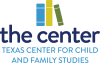 the center
TEXAS CENTER FOR CHILD
AND FAMILY STUDIES